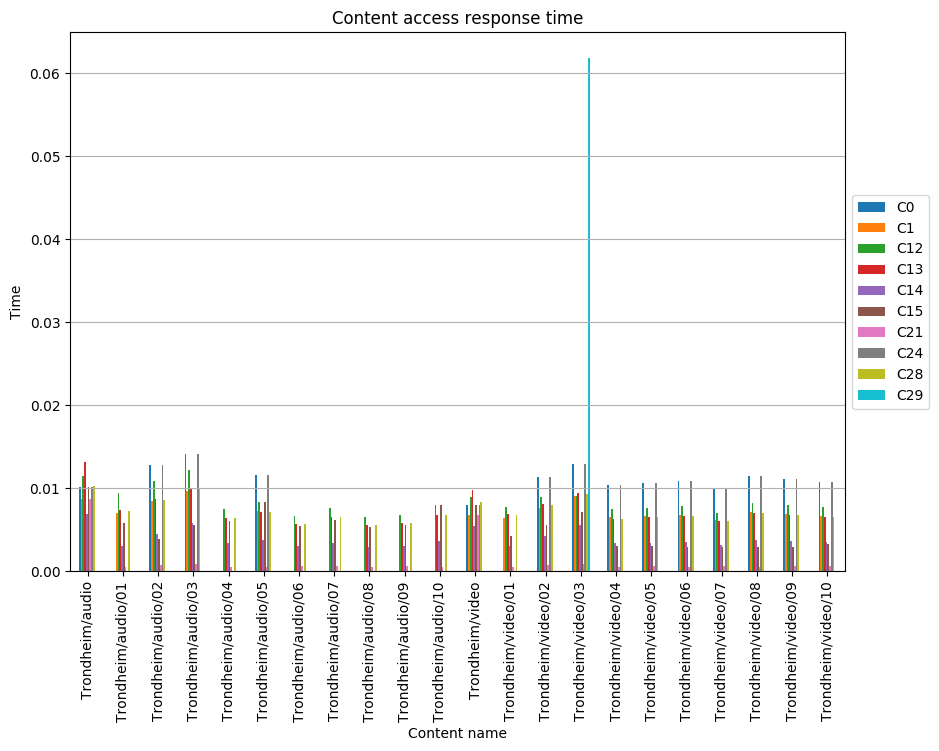 Content access response time
0.06
0.05
0.04
0.03
0.02
0.01
0.00
Time
C0
C1
C12
C13
C14
C15
C21
C24
C28
C29
Trondheim/audio
Trondheim/audio/01
Trondheim/audio/02
Trondheim/audio/03
Trondheim/audio/04
Trondheim/audio/05
Trondheim/audio/06
Trondheim/audio/07
Trondheim/audio/08
Trondheim/audio/09
Trondheim/audio/10
Trondheim/video
Trondheim/video/01
Trondheim/video/02
Trondheim/video/03
Trondheim/video/04
Trondheim/video/05
Trondheim/video/06
Trondheim/video/07
Trondheim/video/08
Trondheim/video/09
Trondheim/video/10
Content name